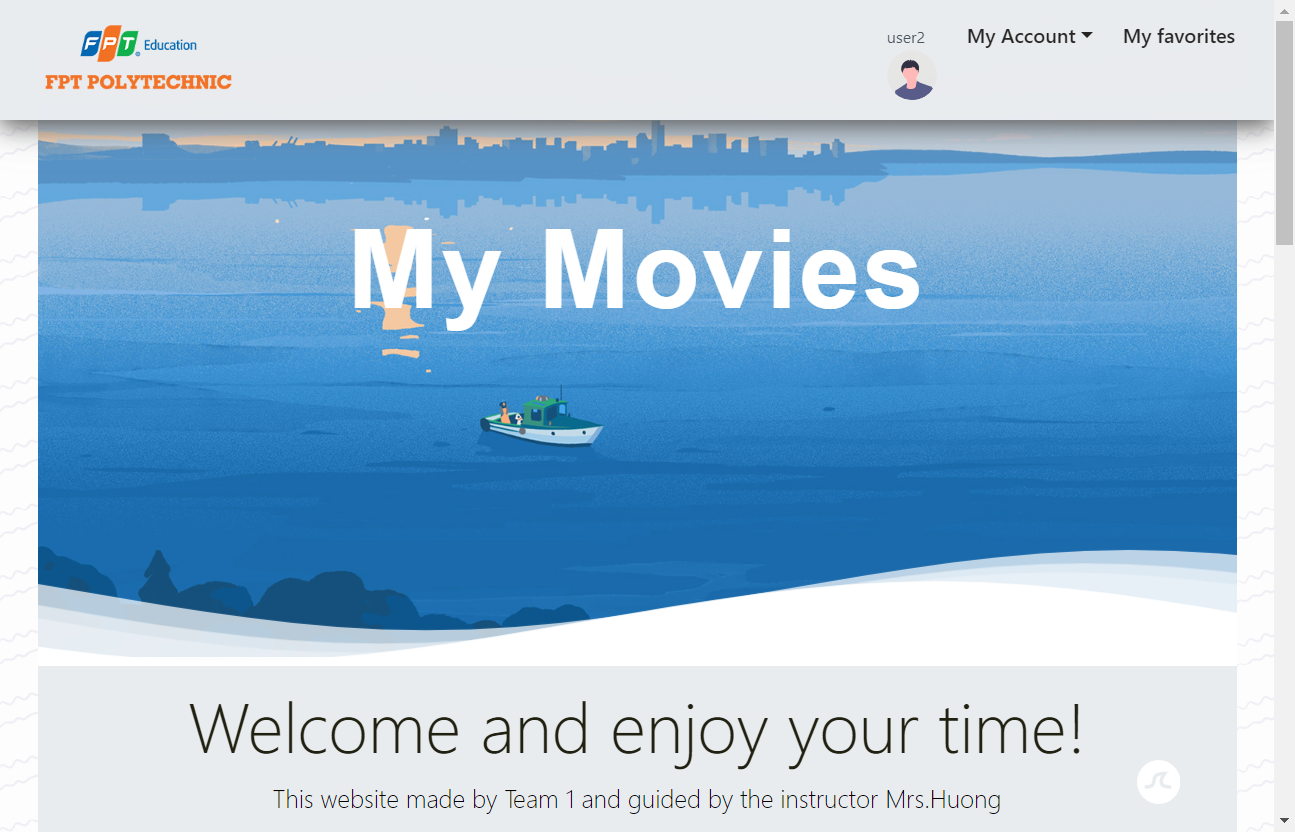 FPT Education
FPT POLYTECHNIC
user2
My Account
My favorites
My Movies
Welcome and enjoy your time!
This website made by Team 1 and guided by the instructor Mrs.Huong